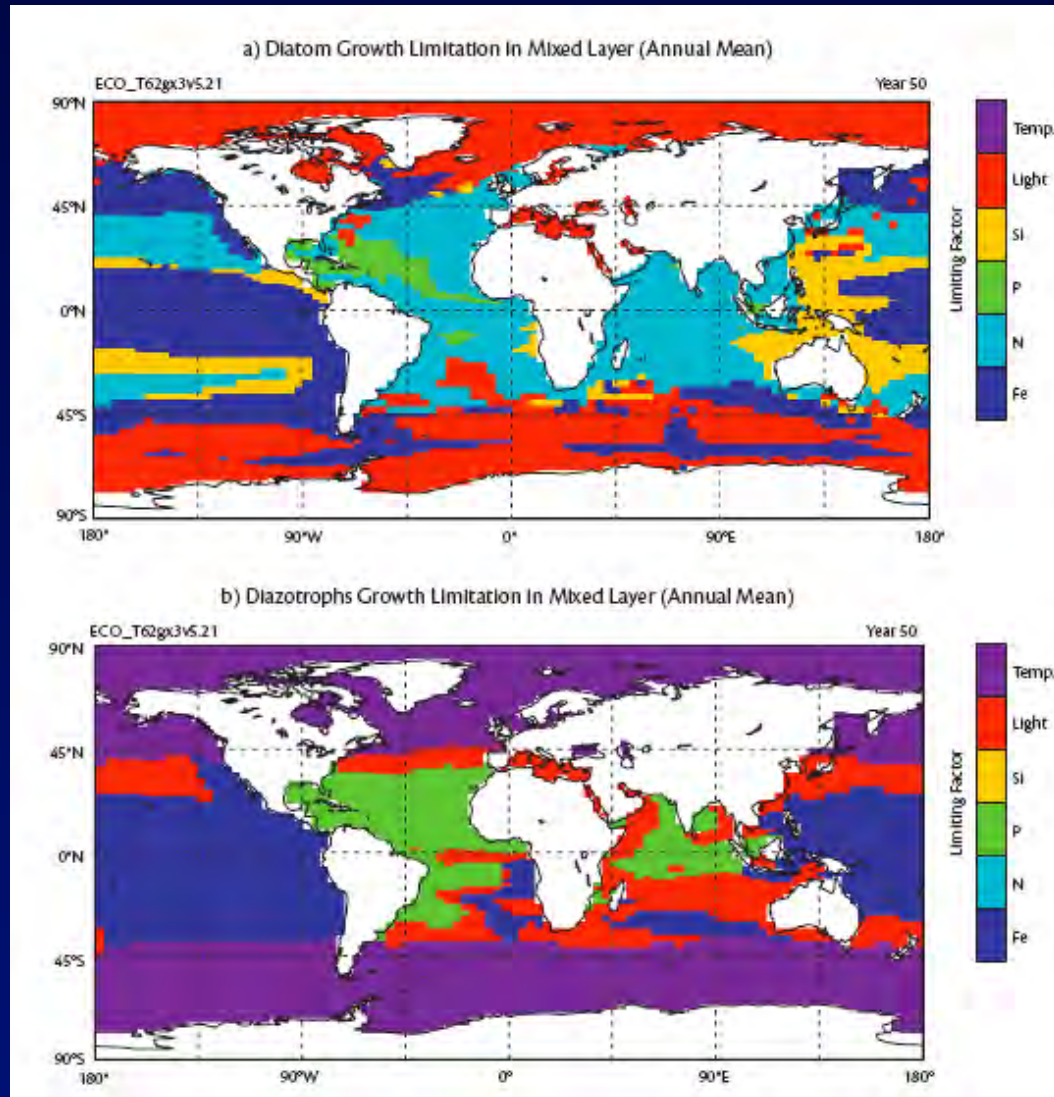 a) Diatom Growth Limitation in Mixed Layer (Annual Mean)
ECO_T62gx3v5.21 Year 50
90°N
45°N
0°N
45°S
90°S
180° 90°W 0° 90°E 180°
Limiting Factor
Temp.
Light
Si
P
N
Fe
b) Diazotrophs Growth Limitation in Mixed Layer (Annual Mean)
ECO_T62gx3v5.21 Year 50
90°N
45°N
0°N
45°S
90°S
180° 90°W 0° 90°E 180°
Limiting Factor
Temp.
Light
Si
P
N
Fe